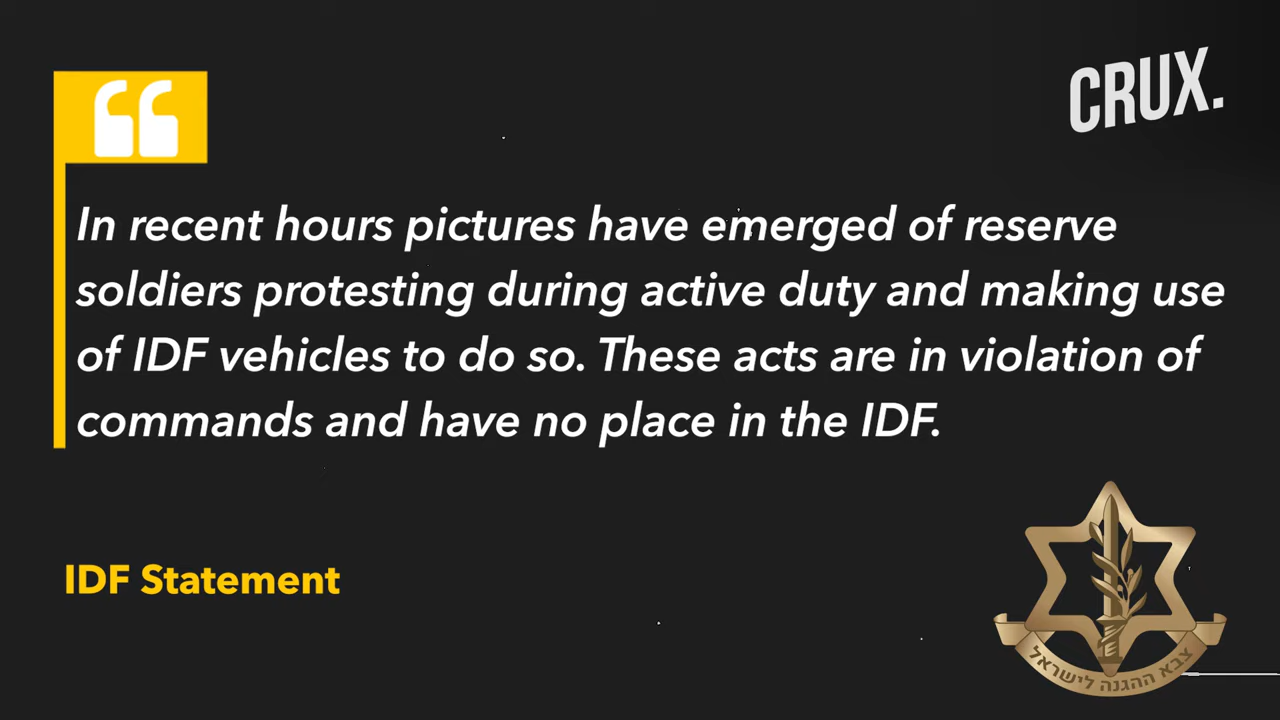 CRUX.
“
In recent hours pictures have emerged of reserve
soldiers protesting during active duty and making use
of IDF vehicles to do so. These acts are in violation of
commands and have no place in the IDF.
IDF Statement
צבא ההגנה לישראל